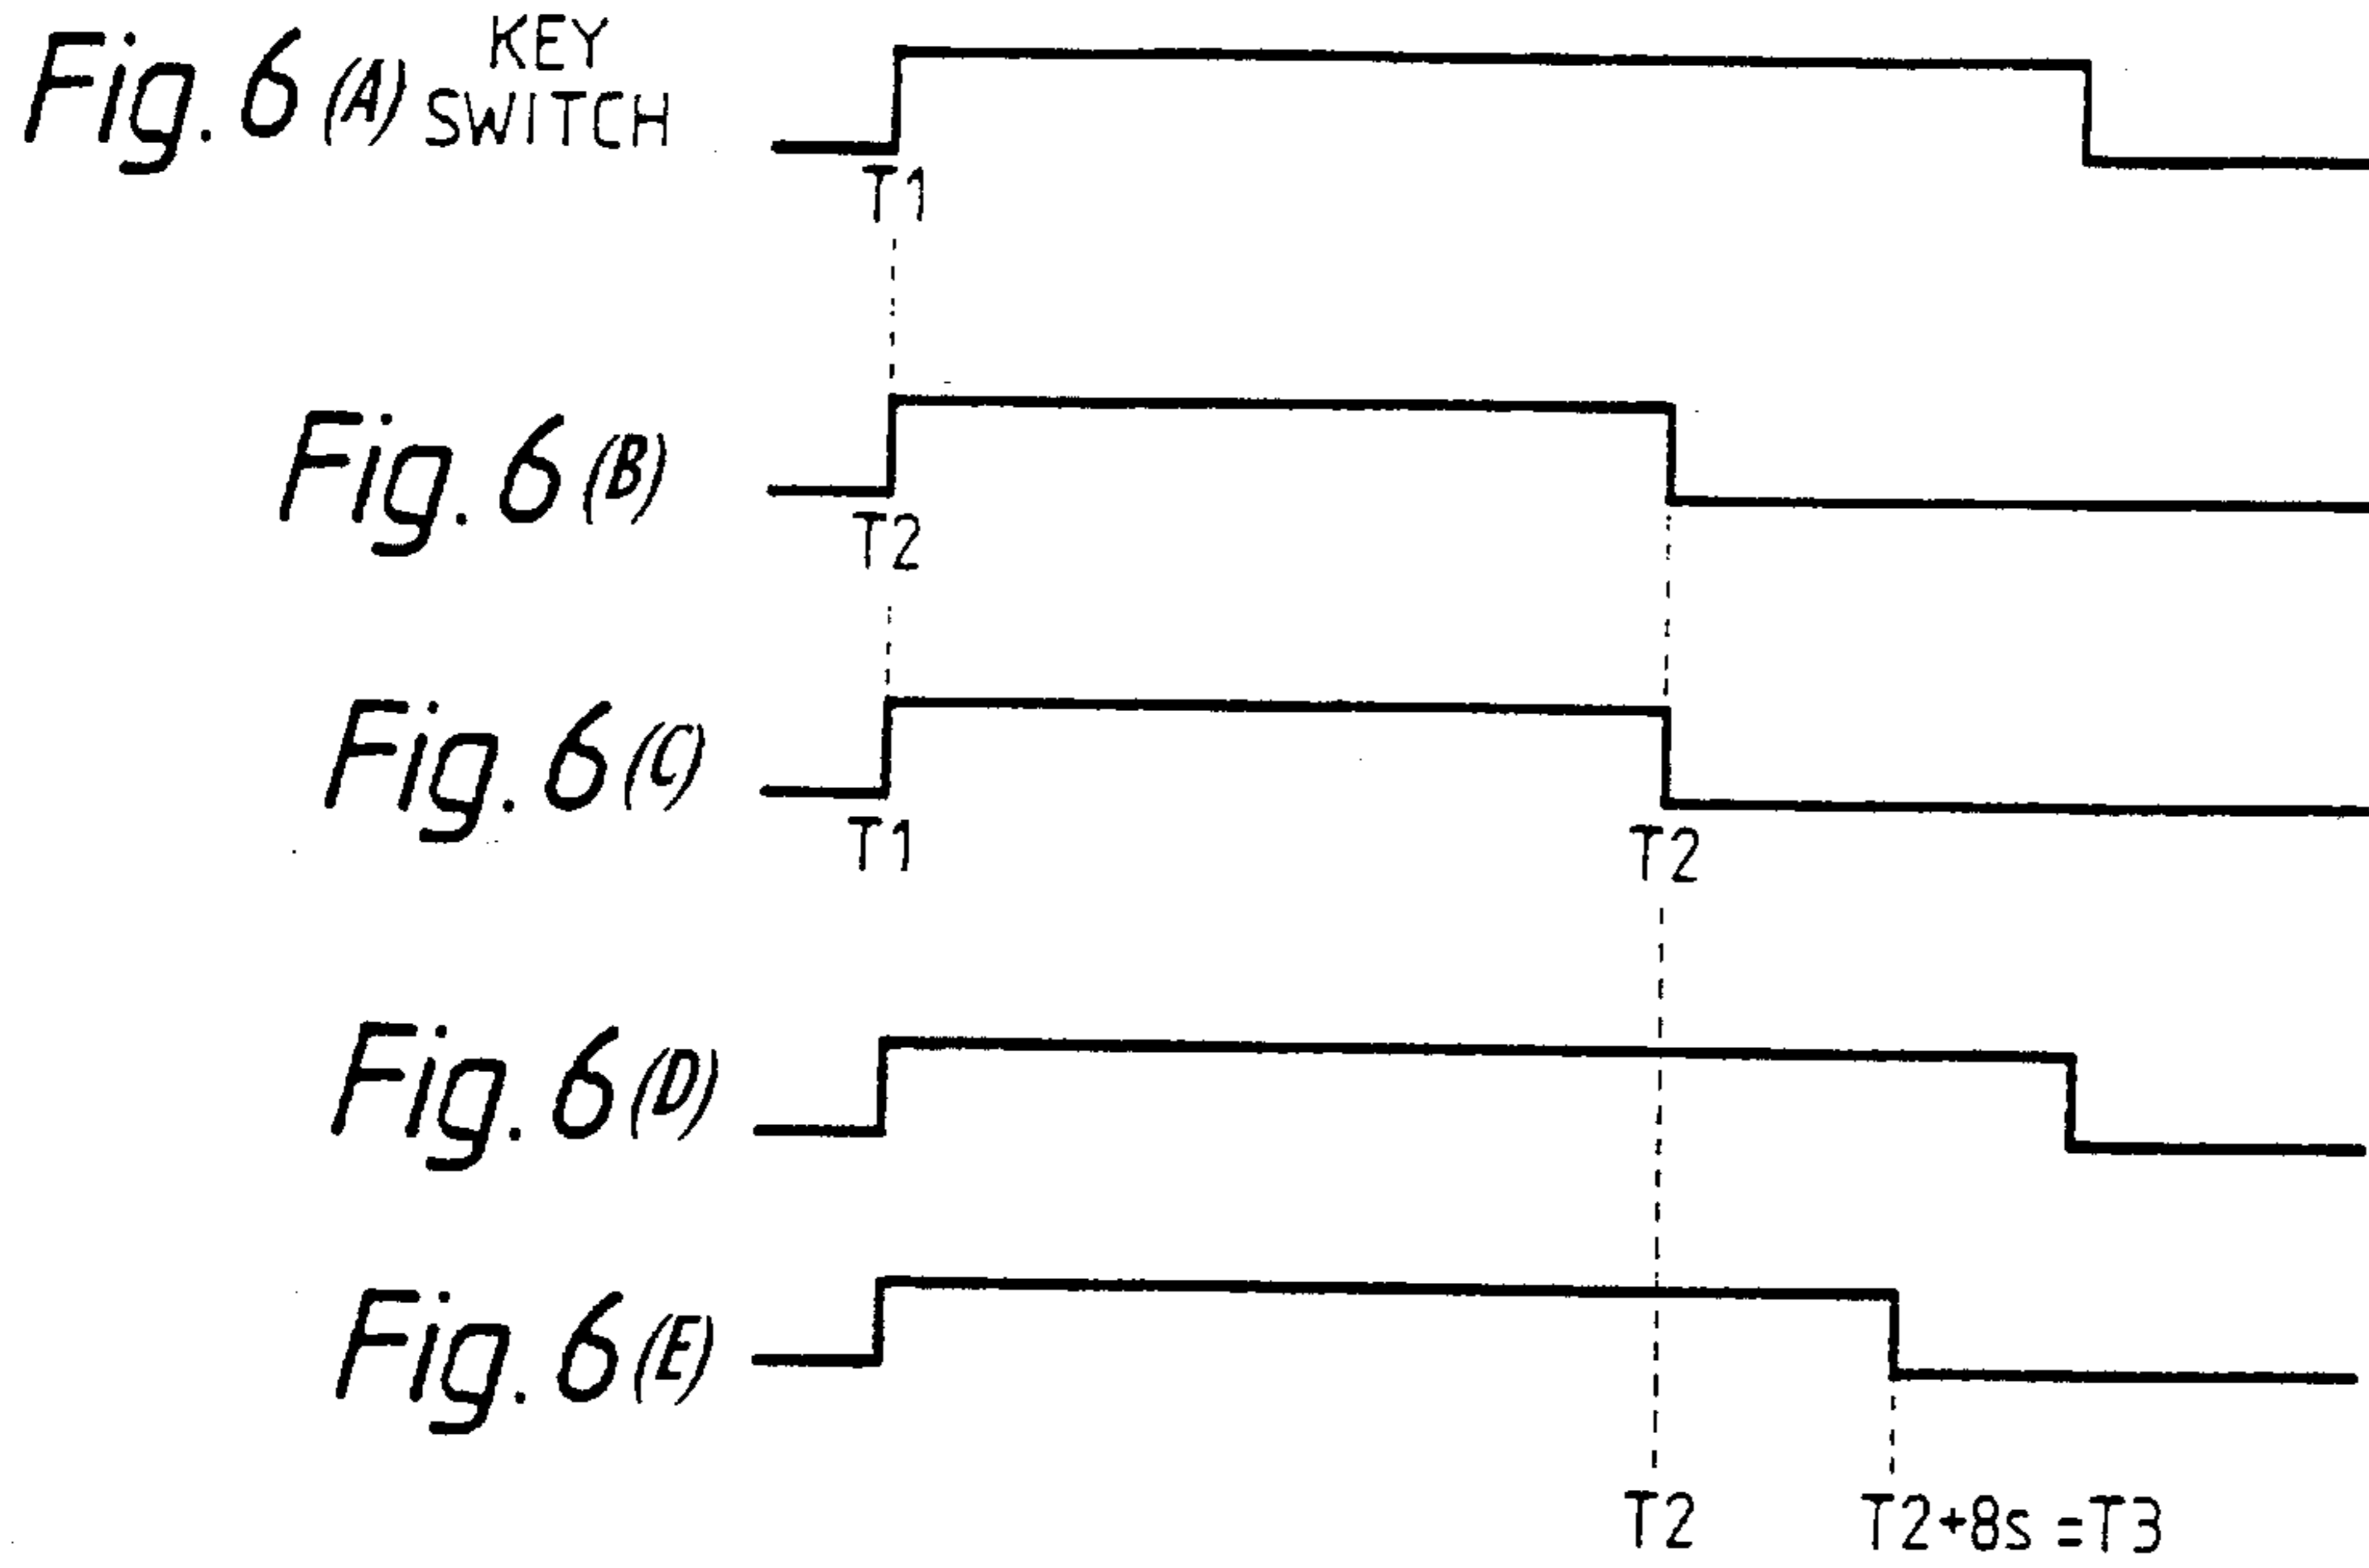 Fig. 6 (A) KEY SWITCH
T1
Fig. 6 (B)
T2
Fig. 6 (C)
T1
T2
Fig. 6 (D)
Fig. 6 (E)
T2
T2+8s =T3